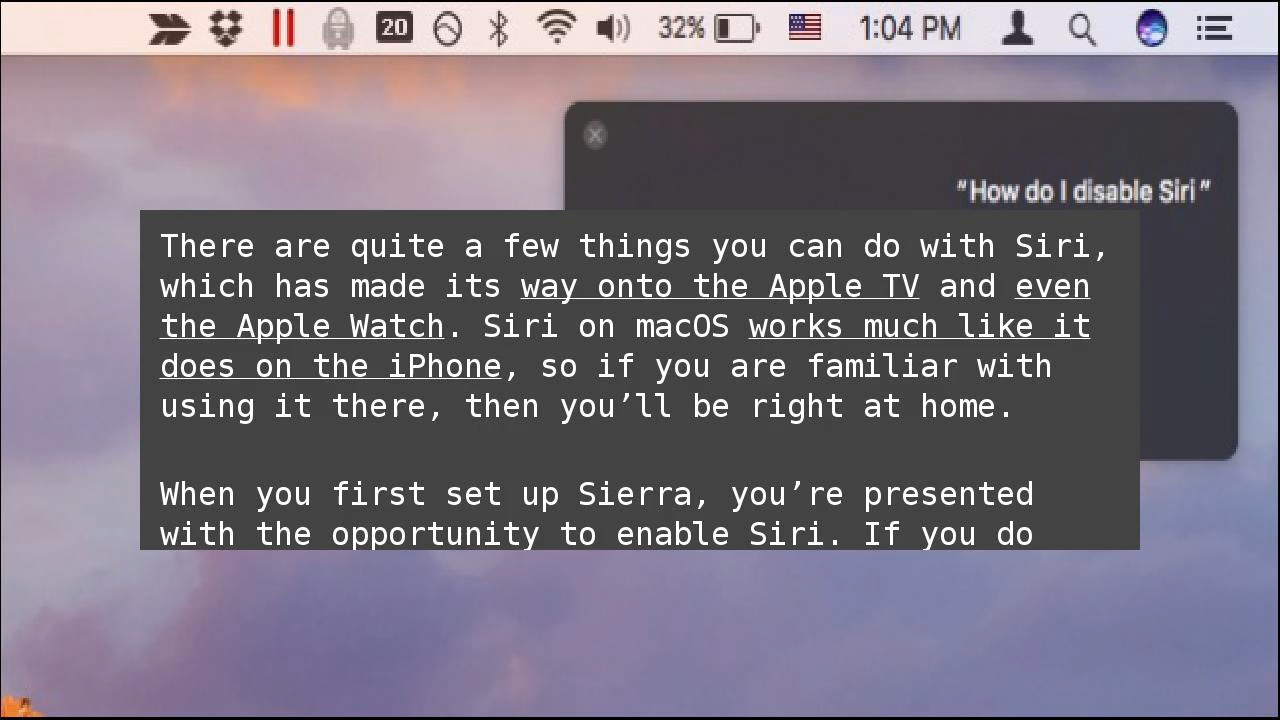 20
32%
1:04 PM
"How do I disable Siri"
There are quite a few things you can do with Siri,
which has made its way onto the Apple TV and even
the Apple Watch. Siri on macOS works much like it
does on the iPhone, so if you are familiar with
using it there, then you’ll be right at home.
When you first set up Sierra, you’re presented
with the opportunity to enable Siri. If you do